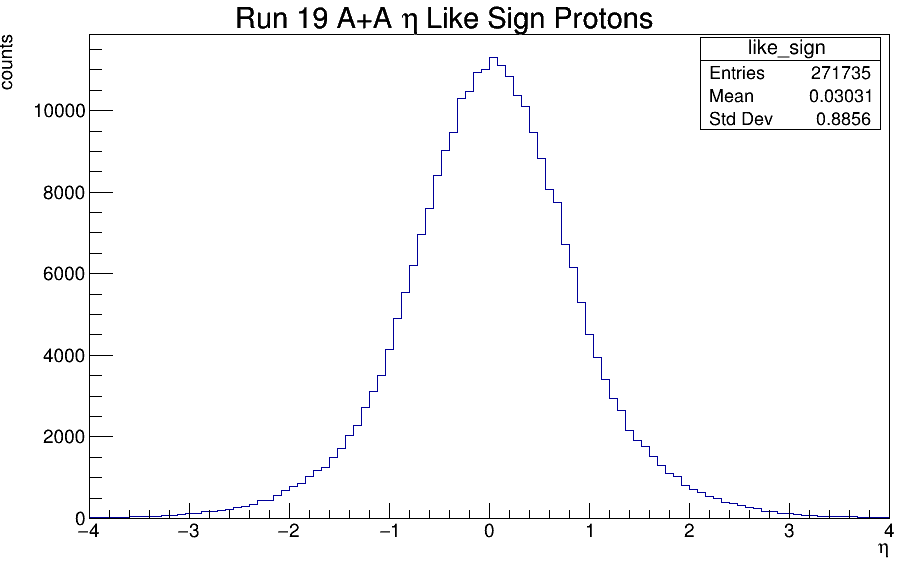 Run 19 A+A η Like Sign Protons
counts
like_sign
Entries 271735
Mean 0.03031
Std Dev 0.8856
10000
8000
6000
4000
2000
0
−4 −3 −2 −1 0 1 2 3 4
η